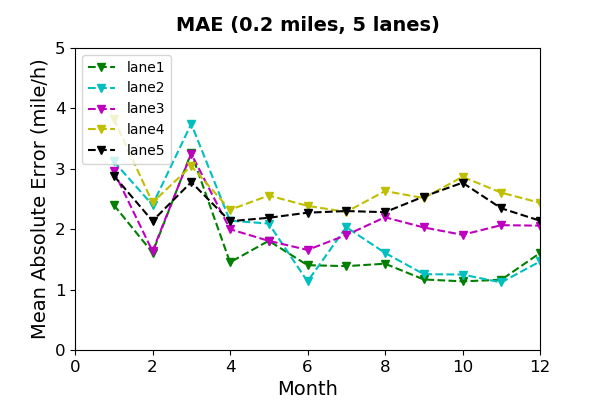 MAE (0.2 miles, 5 lanes)
Mean Absolute Error (mile/h)
5
4
3
2
1
0
lane1
lane2
lane3
lane4
lane5
0 2 4 6 8 10 12
Month